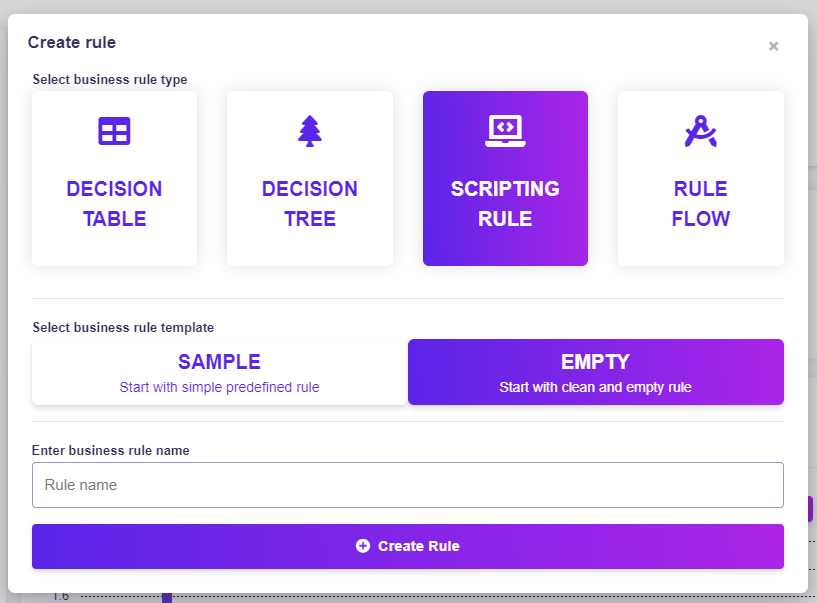 Create rule
×
Select business rule type
DECISION
TABLE
DECISION
TREE
SCRIPTING
RULE
RULE
FLOW
Select business rule template
SAMPLE
Start with simple predefined rule
EMPTY
Start with clean and empty rule
Enter business rule name
Rule name
Create Rule
1.6